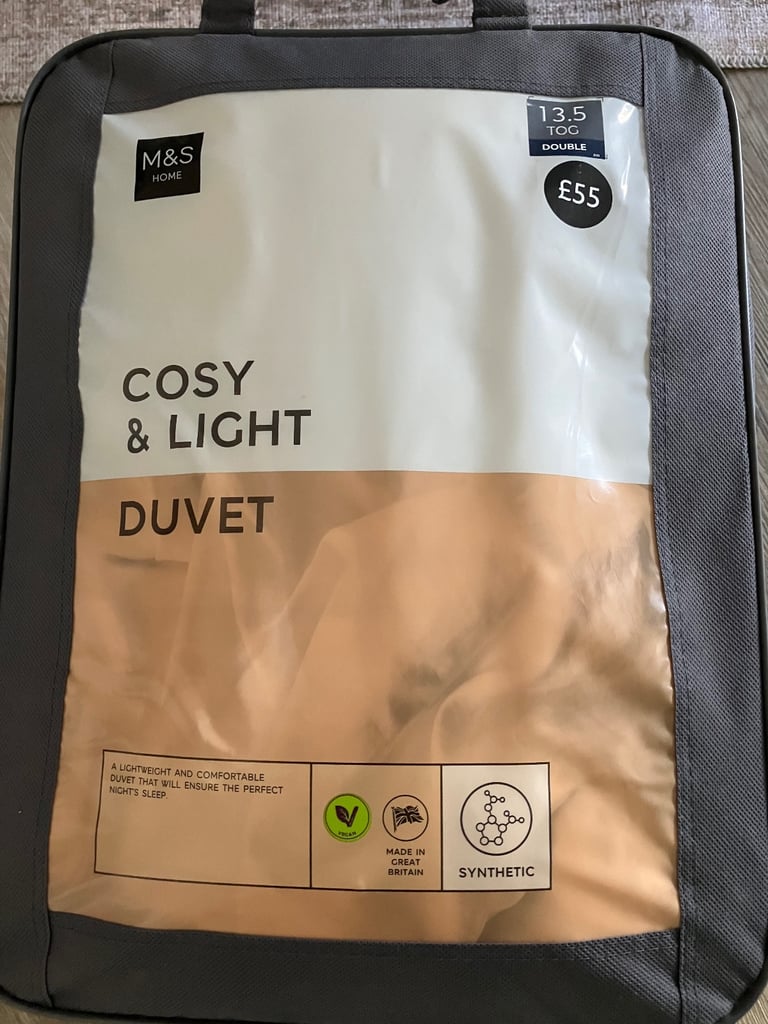 M&S
HOME
13.5
TOG
DOUBLE
£55
COSY
& LIGHT
DUVET
A LIGHTWEIGHT AND COMFORTABLE
DUVET THAT WILL ENSURE THE PERFECT
NIGHT'S SLEEP.
VEGAN
MADE IN
GREAT
BRITAIN
SYNTHETIC